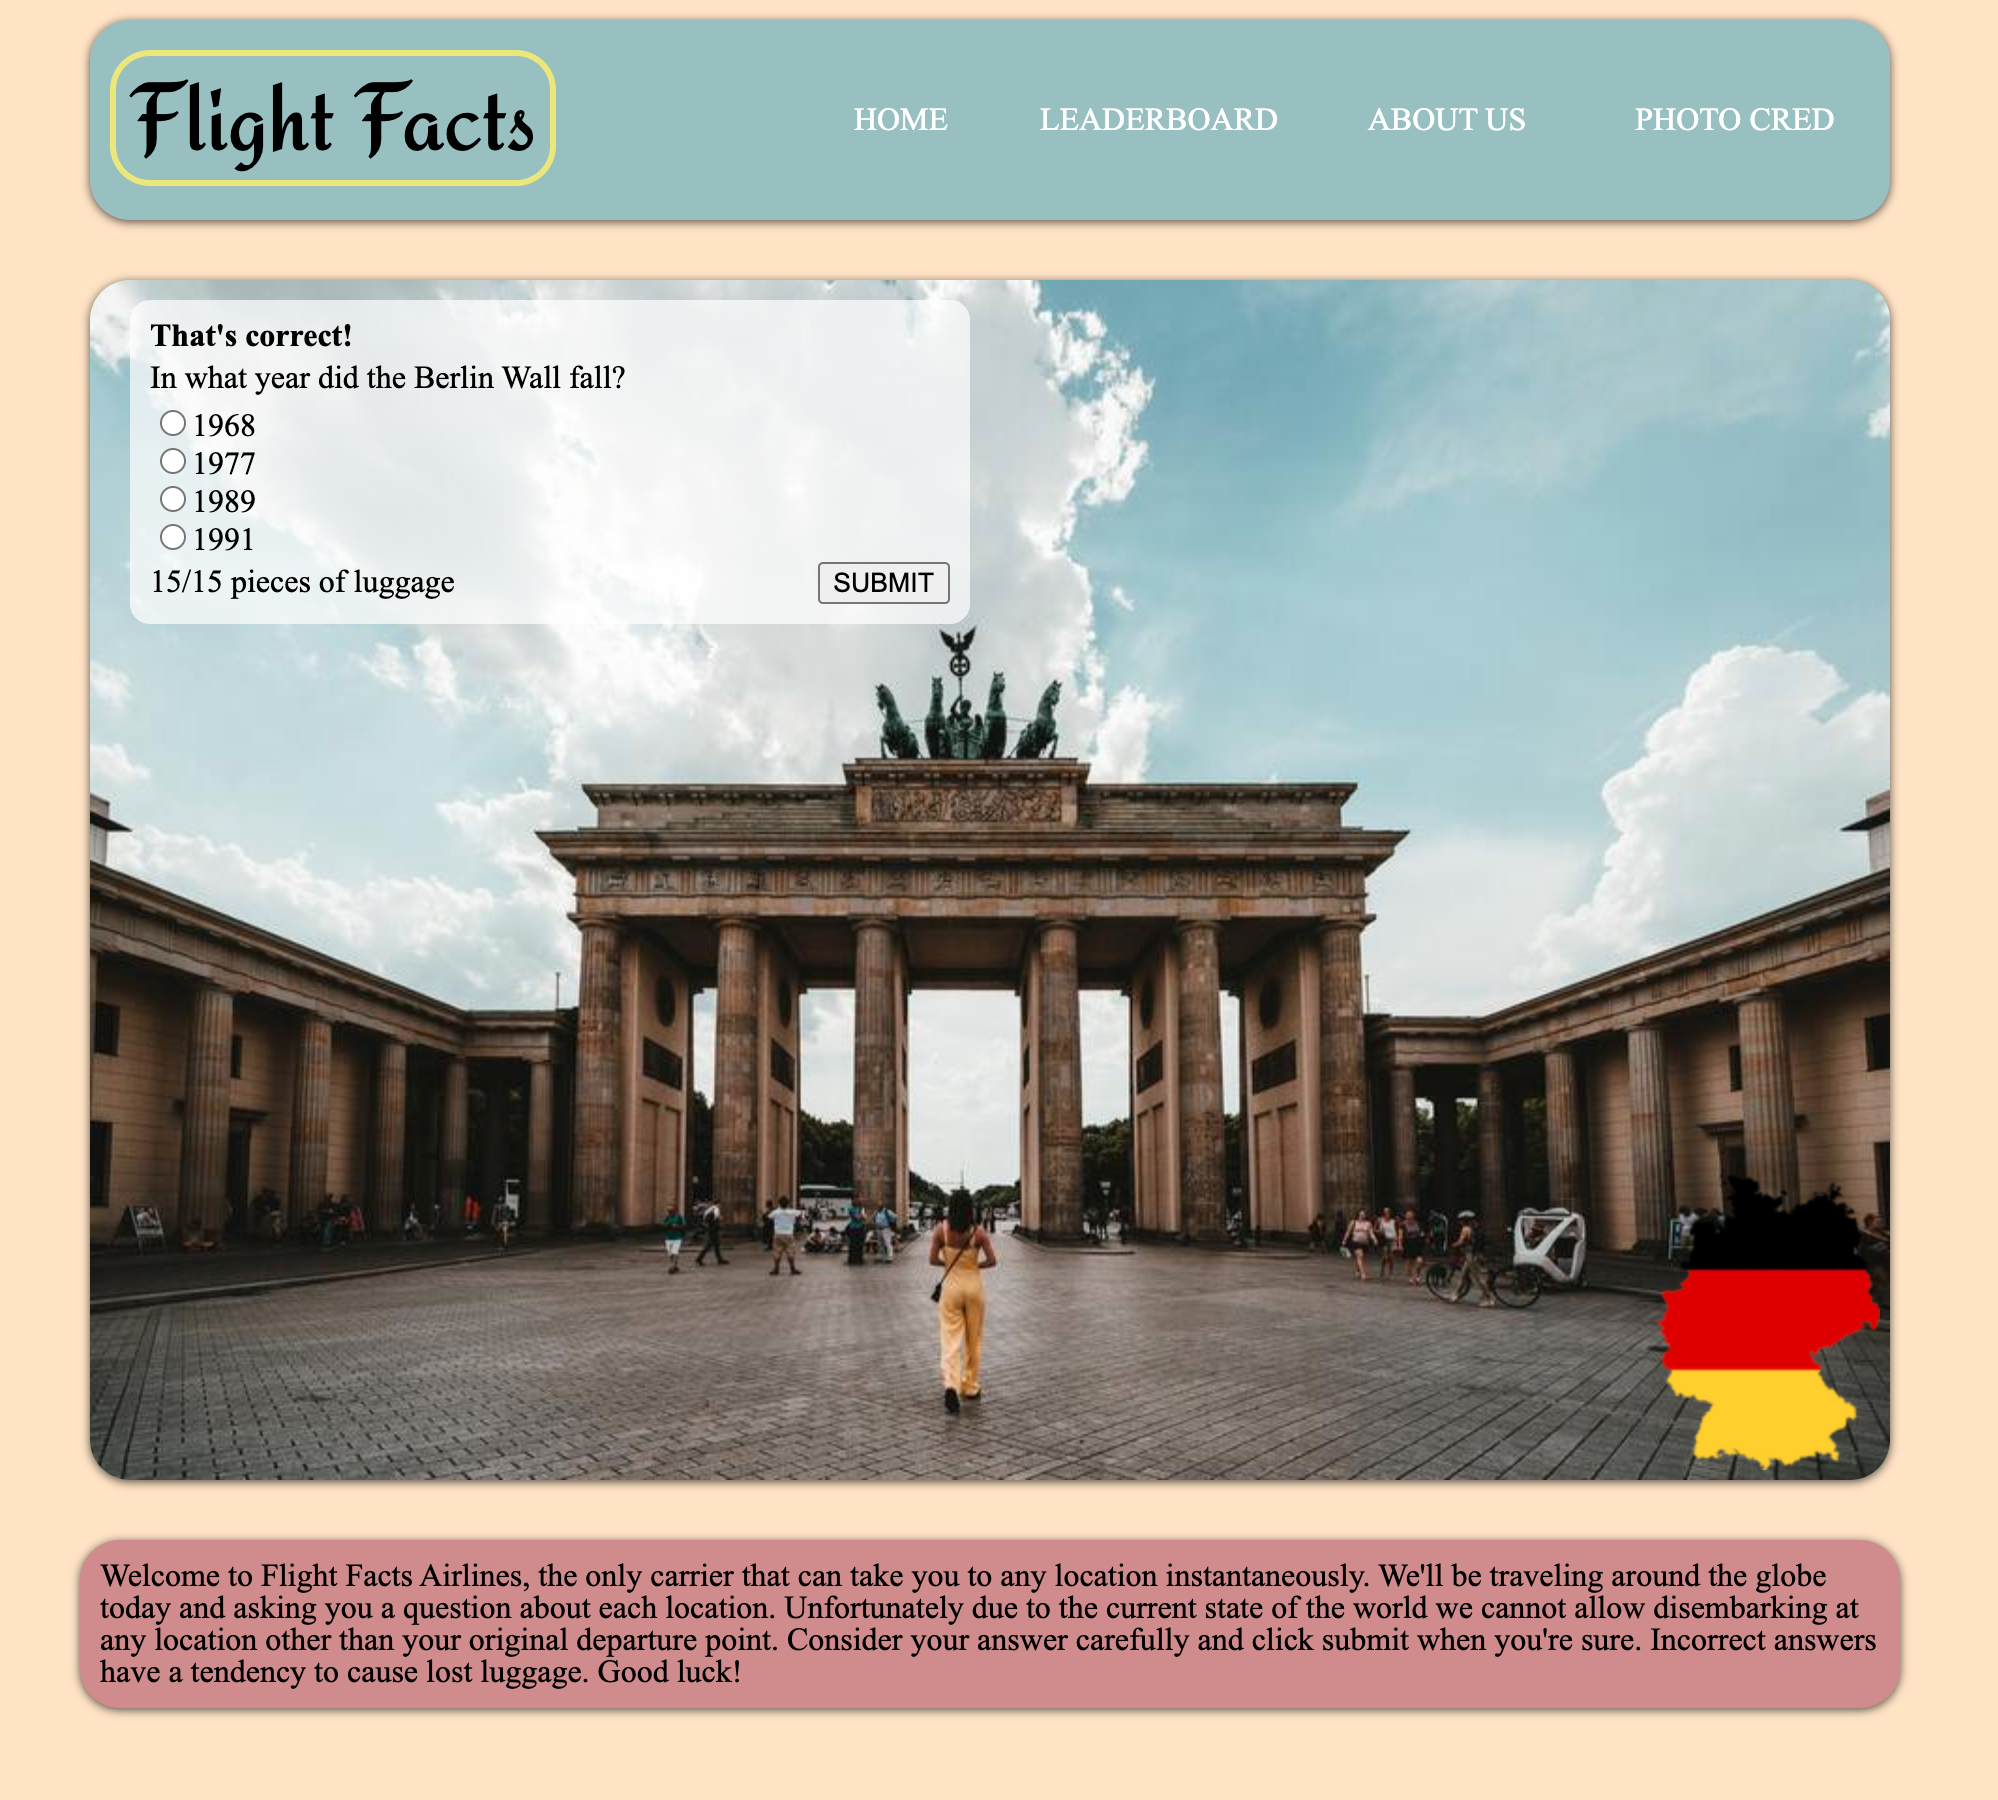 Flight Facts
HOME LEADERBOARD ABOUT US PHOTO CRED
That's correct!
In what year did the Berlin Wall fall?
1968
1977
1989
1991
15/15 pieces of luggage SUBMIT
Welcome to Flight Facts Airlines, the only carrier that can take you to any location instantaneously. We'll be traveling around the globe
today and asking you a question about each location. Unfortunately due to the current state of the world we cannot allow disembarking at
any location other than your original departure point. Consider your answer carefully and click submit when you're sure. Incorrect answers
have a tendency to cause lost luggage. Good luck!